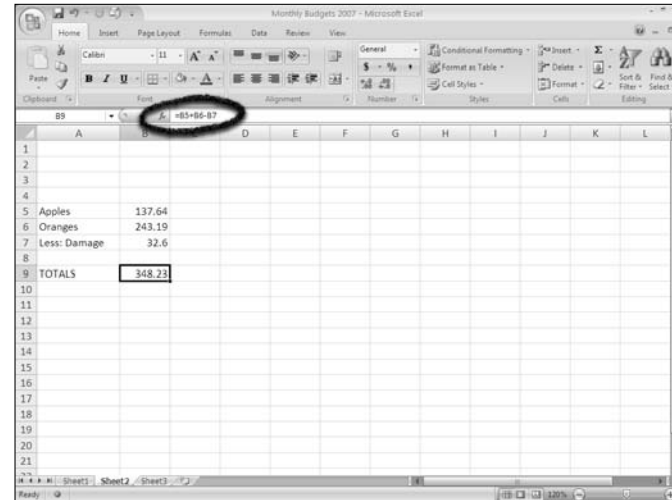 Monthly Budgets 2007 - Microsoft Excel
Home Insert Page Layout Formulas Data Review View
Paste
Calibri 11 A A
B I U A
General
$ % ,
Conditional Formatting
Format as Table
Cell Styles
Insert
Delete
Format
Σ
Sort & Filter
Find & Select
Clipboard Font Alignment Number Styles Cells Editing
B9 fx =B5+B6-B7
A B D E F G H I J K L
1
2
3
4
5 Apples 137.64
6 Oranges 243.19
7 Less: Damage 32.6
8
9 TOTALS 348.23
10
11
12
13
14
15
16
17
18
19
20
21
Sheet1 Sheet2 Sheet3
Ready 120%